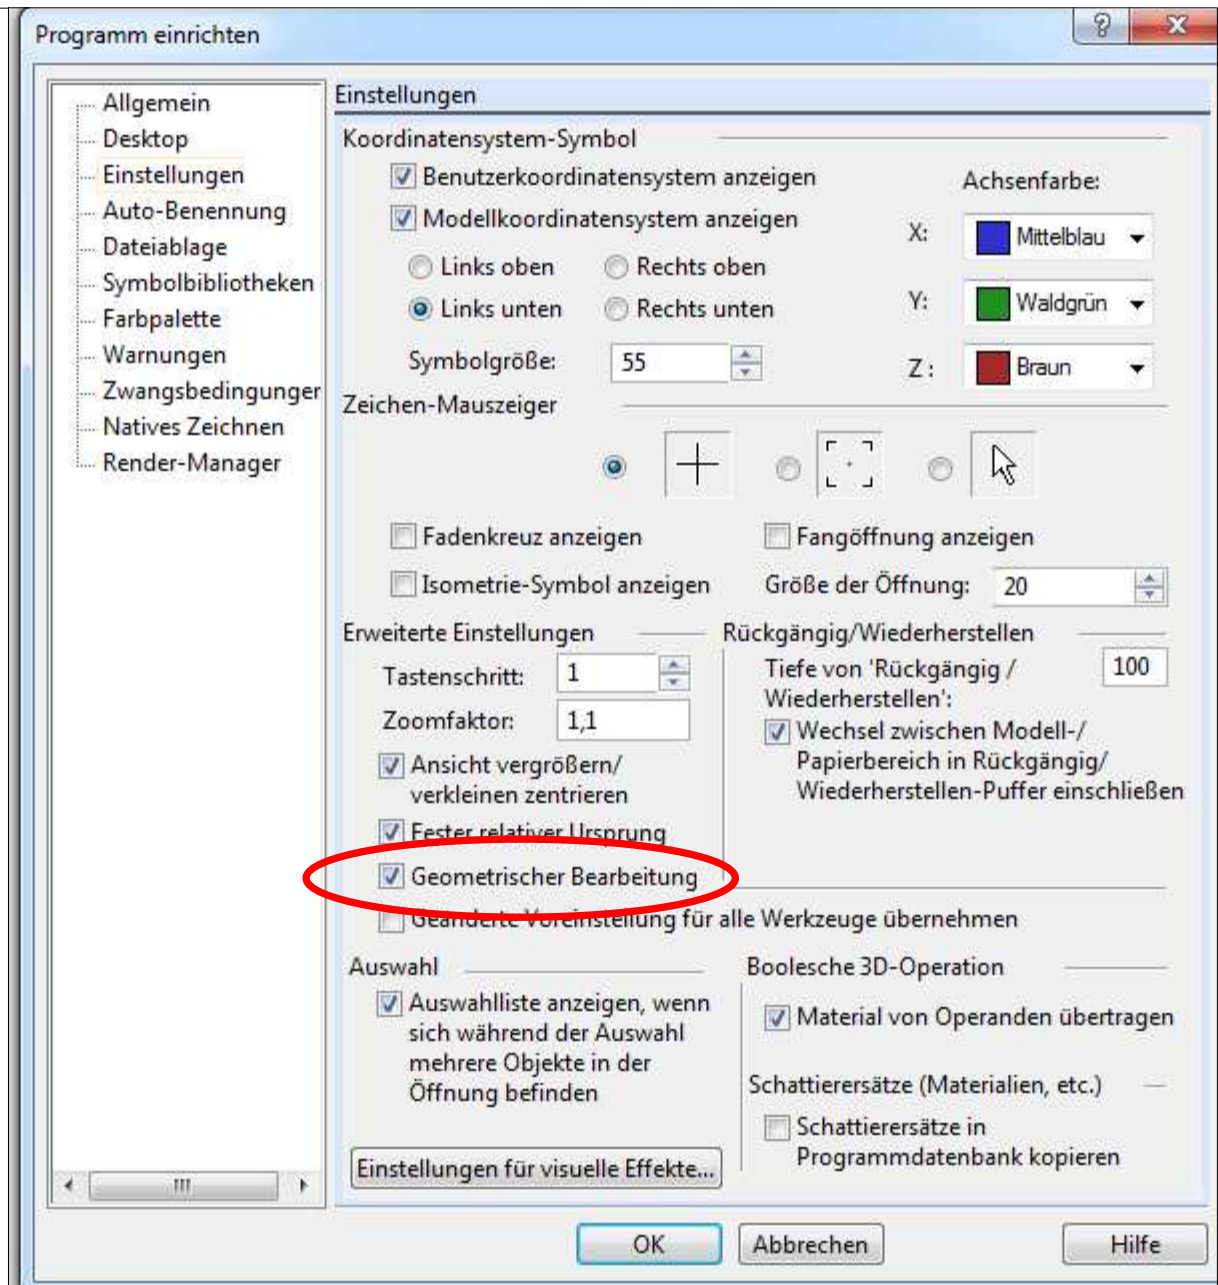 Programm einrichten
Allgemein
Desktop
Einstellungen
Auto-Benennung
Dateiablage
Symbolbibliotheken
Farbpalette
Warnungen
Zwangsbedingunger
Natives Zeichnen
Render-Manager
Einstellungen
Koordinatensystem-Symbol
Benutzerkoordinatensystem anzeigen
Achsenfarbe:
Modellkoordinatensystem anzeigen
X: Mittelblau
Links oben Rechts oben
Links unten Rechts unten
Y: Waldgrün
Symbolgröße: 55
Z : Braun
Zeichen-Mauszeiger
Fadenkreuz anzeigen Fangöffnung anzeigen
Isometrie-Symbol anzeigen Größe der Öffnung: 20
Erweiterte Einstellungen
Tastenschritt: 1
Zoomfaktor: 1,1
Ansicht vergrößern/
verkleinen zentrieren
Fester relativer Ursprung
Geometrischer Bearbeitung
Geänderte Voreinstellung für alle Werkzeuge übernehmen
Rückgängig/Wiederherstellen
Tiefe von 'Rückgängig / 100
Wiederherstellen':
Wechsel zwischen Modell-/
Papierbereich in Rückgängig/
Wiederherstellen-Puffer einschließen
Auswahl
Auswahlliste anzeigen, wenn
sich während der Auswahl
mehrere Objekte in der
Öffnung befinden
Einstellungen für visuelle Effekte...
Boolesche 3D-Operation
Material von Operanden übertragen
Schattierersätze (Materialien, etc.)
Schattierersätze in
Programmdatenbank kopieren
OK Abbrechen Hilfe